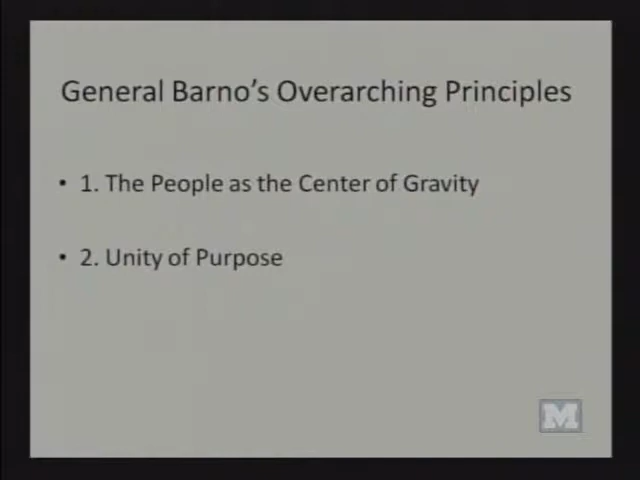 General Barno's Overarching Principles
• 1. The People as the Center of Gravity
• 2. Unity of Purpose
M